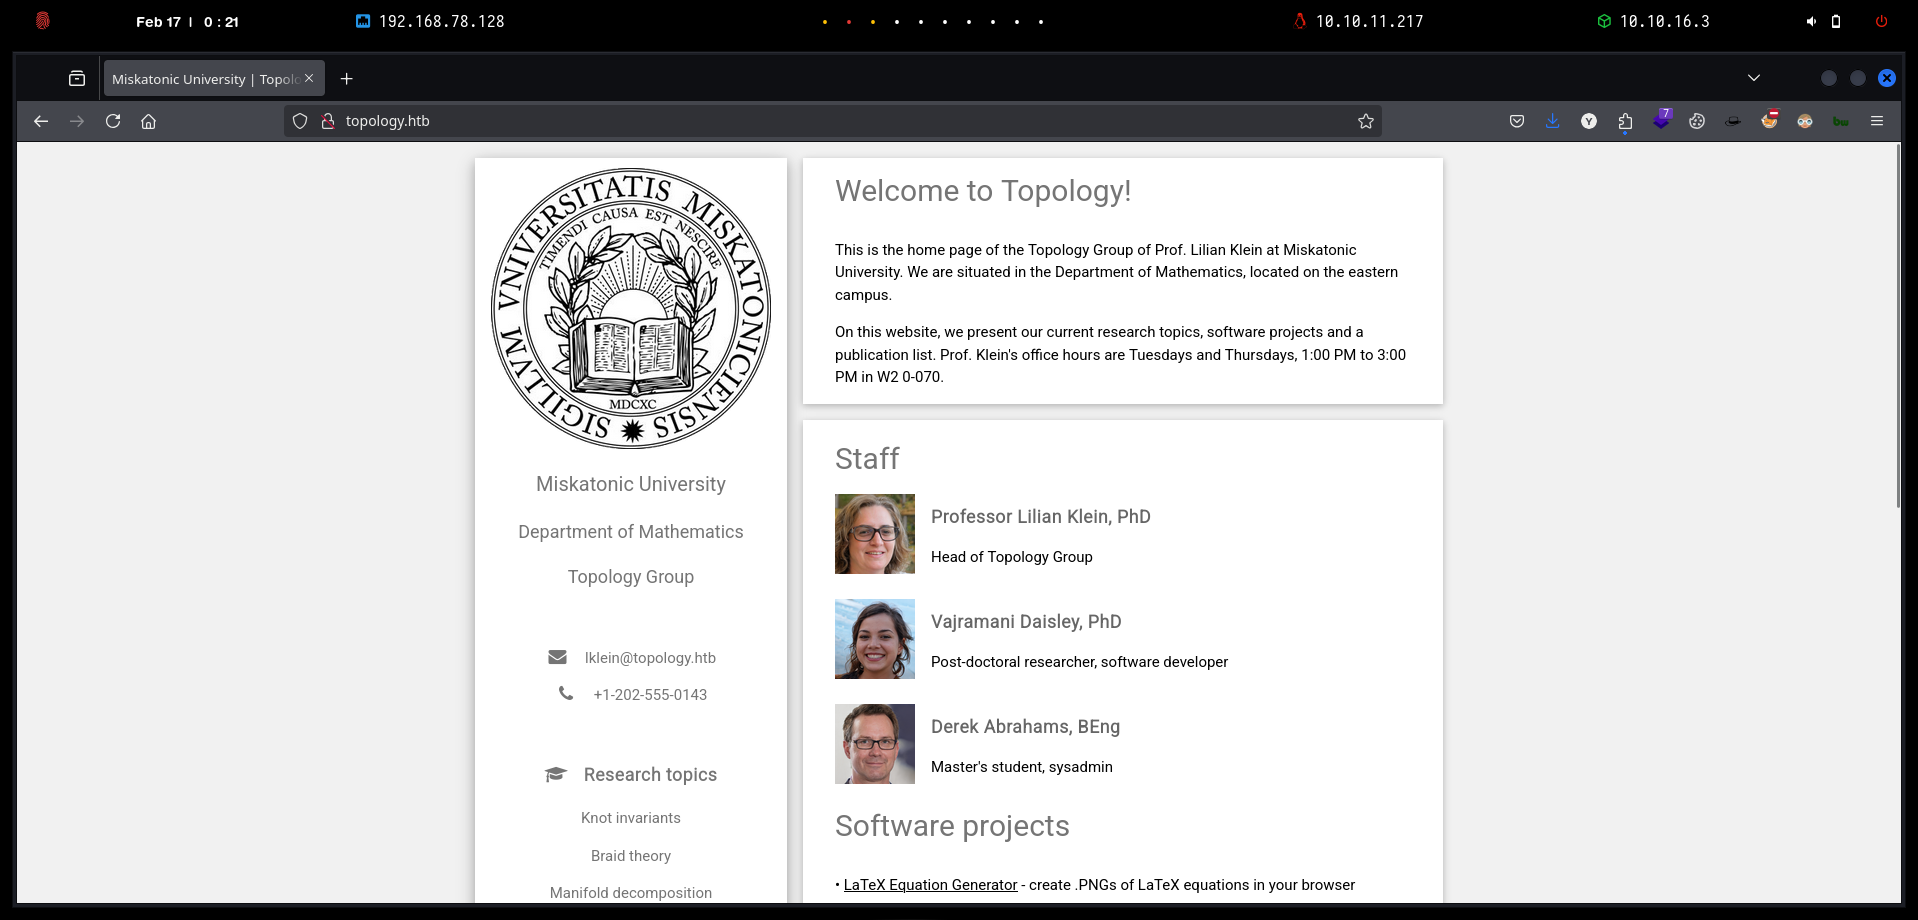 Feb 17 | 0 : 21
192.168.78.128
10.10.11.217
10.10.16.3
Miskatonic University | Topolo
topology.htb
Y
7
bw
SIGILLVM VNIVERSITATIS MISKATONICIENSIS
TIMENDI CAUSA EST NESCIRE
MDCXC
Miskatonic University
Department of Mathematics
Topology Group
lklein@topology.htb
+1-202-555-0143
Research topics
Knot invariants
Braid theory
Manifold decomposition
Welcome to Topology!
This is the home page of the Topology Group of Prof. Lilian Klein at Miskatonic
University. We are situated in the Department of Mathematics, located on the eastern
campus.
On this website, we present our current research topics, software projects and a
publication list. Prof. Klein's office hours are Tuesdays and Thursdays, 1:00 PM to 3:00
PM in W2 0-070.
Staff
Professor Lilian Klein, PhD
Head of Topology Group
Vajramani Daisley, PhD
Post-doctoral researcher, software developer
Derek Abrahams, BEng
Master's student, sysadmin
Software projects
• LaTeX Equation Generator - create .PNGs of LaTeX equations in your browser